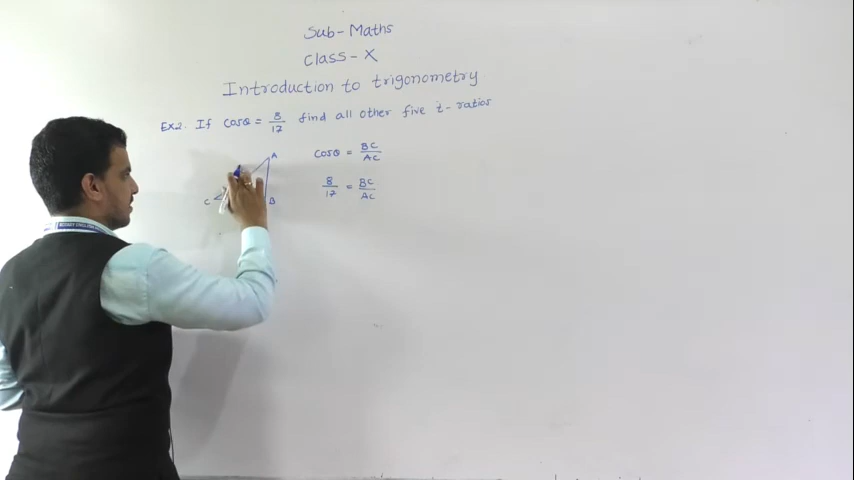 Sub-Maths
Class-X
Introduction to trigonometry
Ex2. If cosθ = 8/17 find all other five t-ratios
A
cosθ = BC/AC
8/17 = BC/AC
C
B